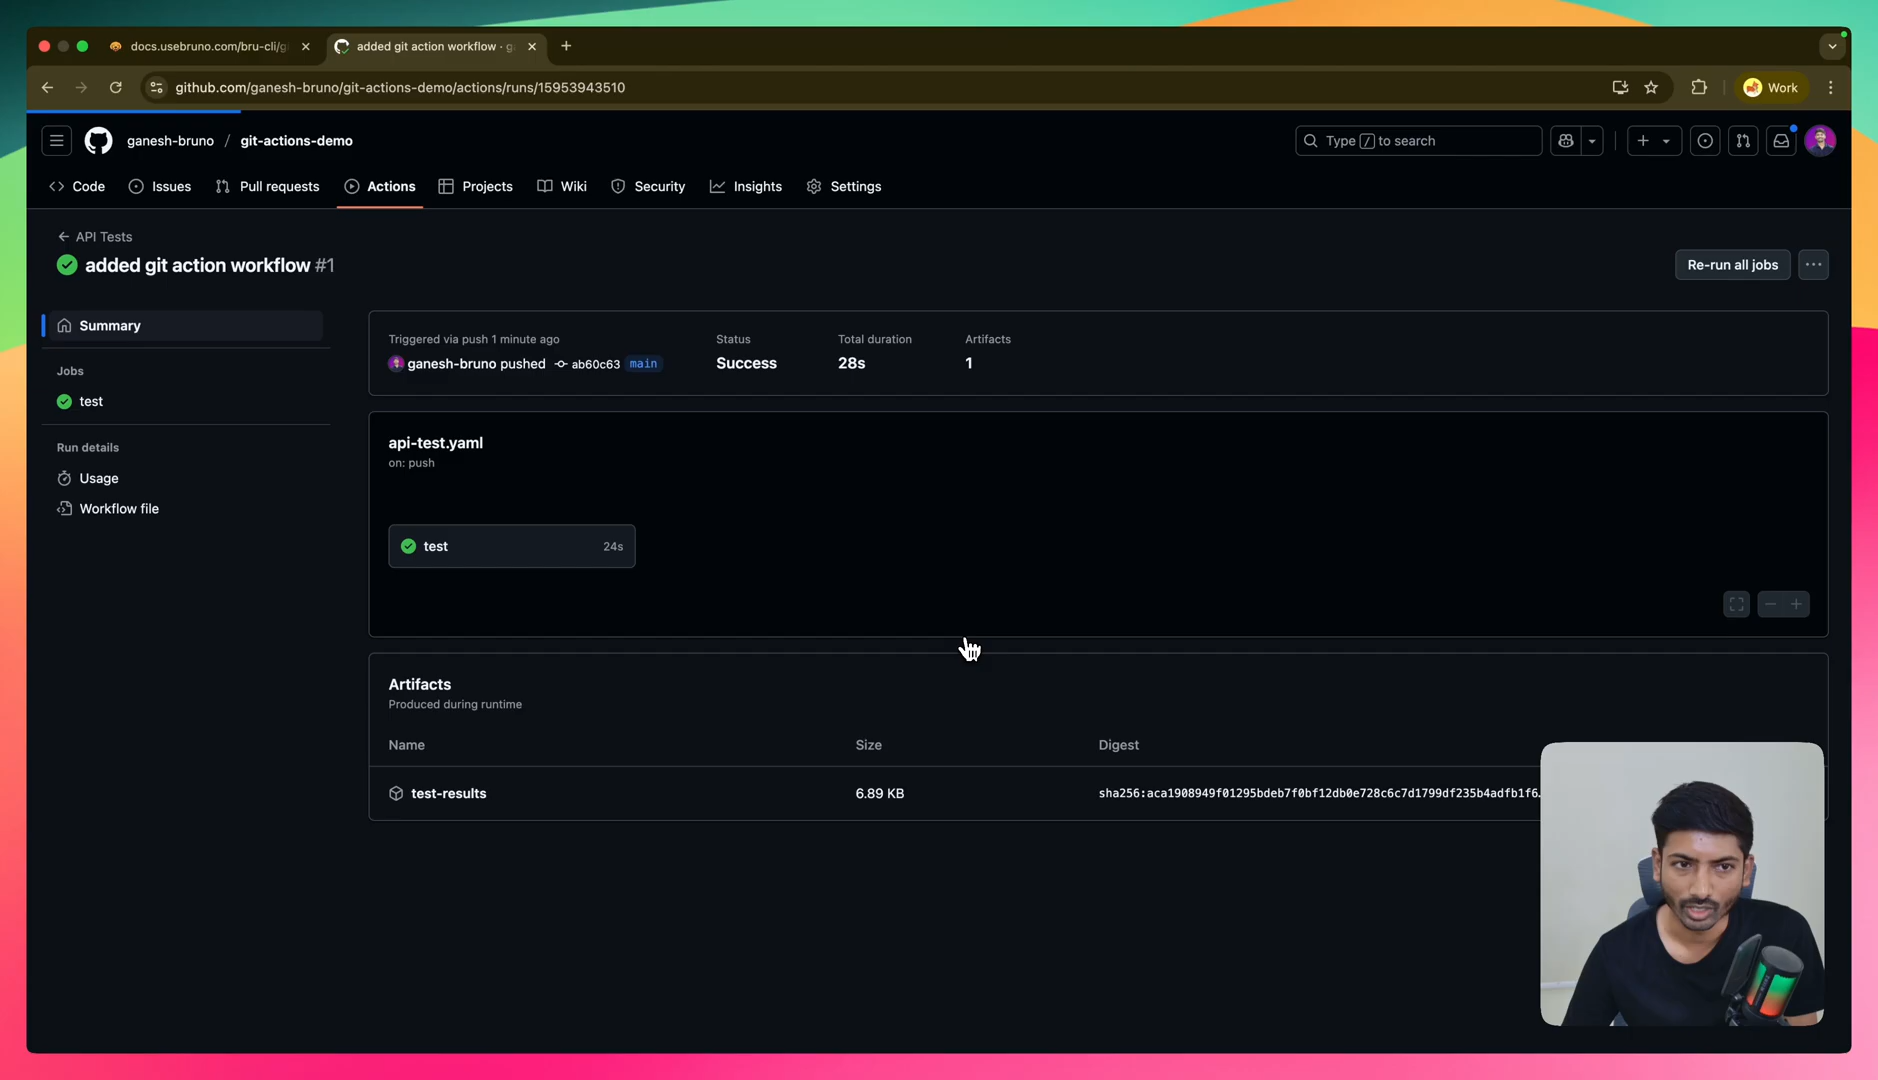 docs.usebruno.com/bru-cli/g
added git action workflow · g
github.com/ganesh-bruno/git-actions-demo/actions/runs/15953943510
Work
ganesh-bruno / git-actions-demo
Type / to search
Code
Issues
Pull requests
Actions
Projects
Wiki
Security
Insights
Settings
API Tests
added git action workflow #1
Re-run all jobs
Summary
Jobs
test
Run details
Usage
Workflow file
Triggered via push 1 minute ago
ganesh-bruno pushed ab60c63 main
Status
Success
Total duration
28s
Artifacts
1
api-test.yaml
on: push
test 24s
Artifacts
Produced during runtime
Name Size Digest
test-results 6.89 KB sha256:aca1908949f01295bdeb7f0bf12db0e728c6c7d1799df235b4adfb1f6…